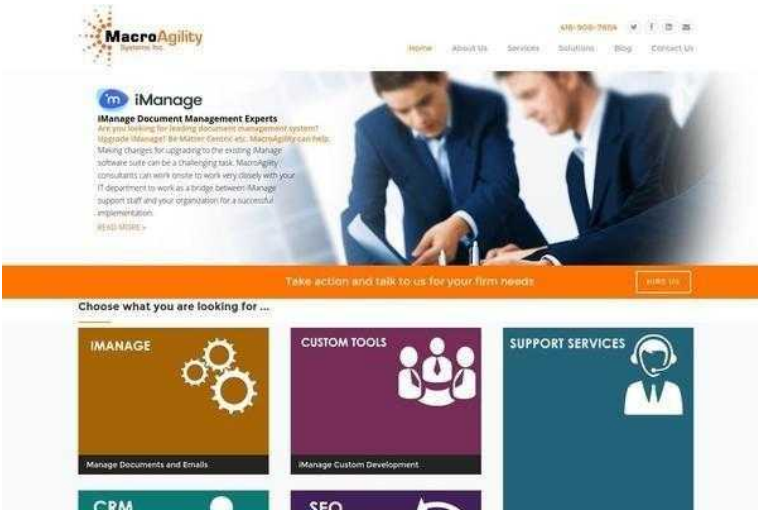 MacroAgility
Systems Inc.
416-908-7654
Home About Us Services Solutions Blog Contact Us
iManage
iManage Document Management Experts
Are you looking for leading document management system?
Upgrade iManage? Be Matter Centric etc. MacroAgility can help.
Making changes for upgrading to the existing iManage
software suite can be a challenging task. MacroAgility
consultants can work onsite to work very closely with your
IT department to work as a bridge between iManage
support staff and your organization for a successful
implementation.
READ MORE »
Take action and talk to us for your firm needs
HIRE US
Choose what you are looking for ...
IMANAGE
CUSTOM TOOLS
SUPPORT SERVICES
Manage Documents and Emails
iManage Custom Development
CRM
SEO